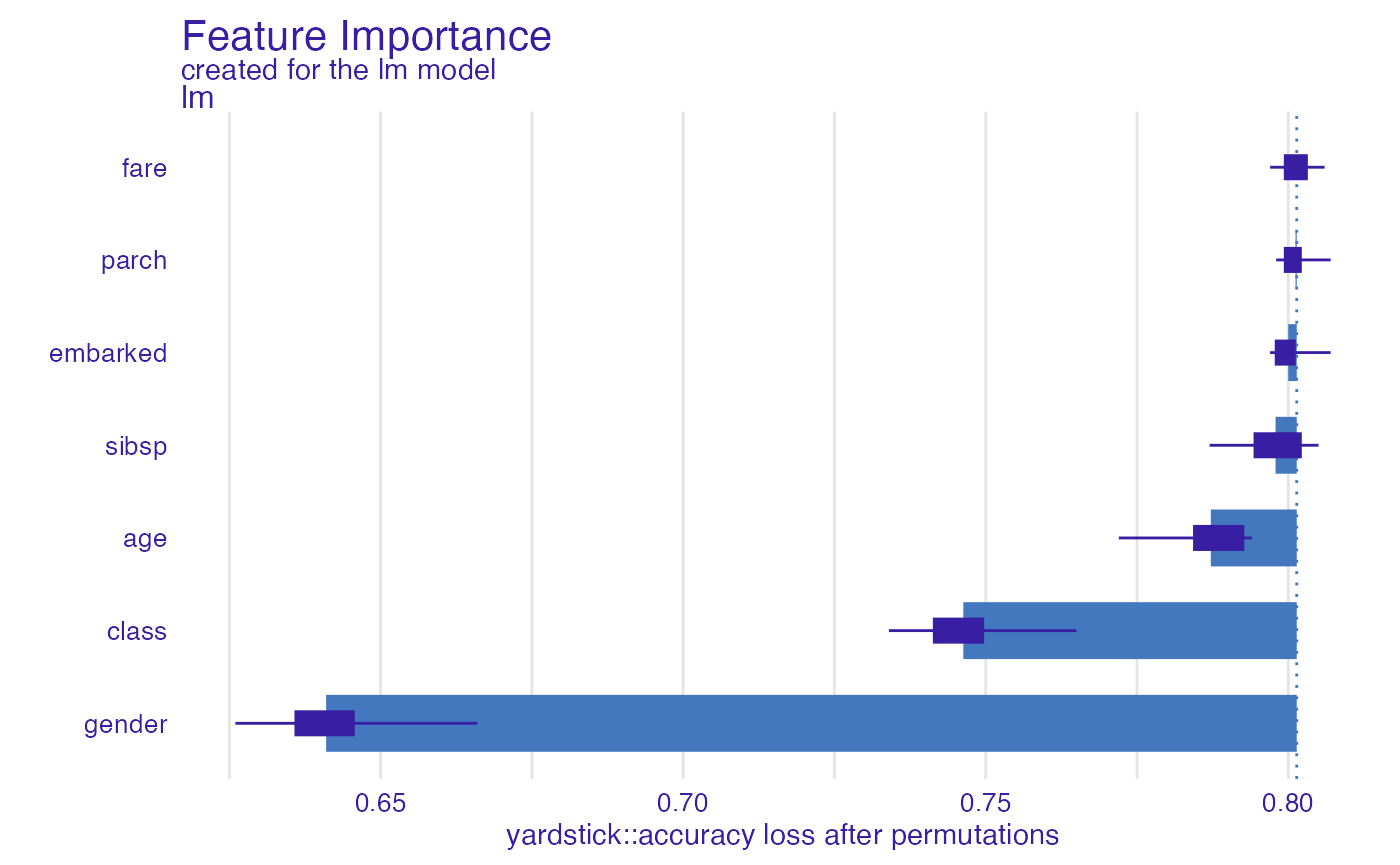 Feature Importance
created for the lm model
lm
fare
parch
embarked
sibsp
age
class
gender
0.65 0.70 0.75 0.80
yardstick::accuracy loss after permutations